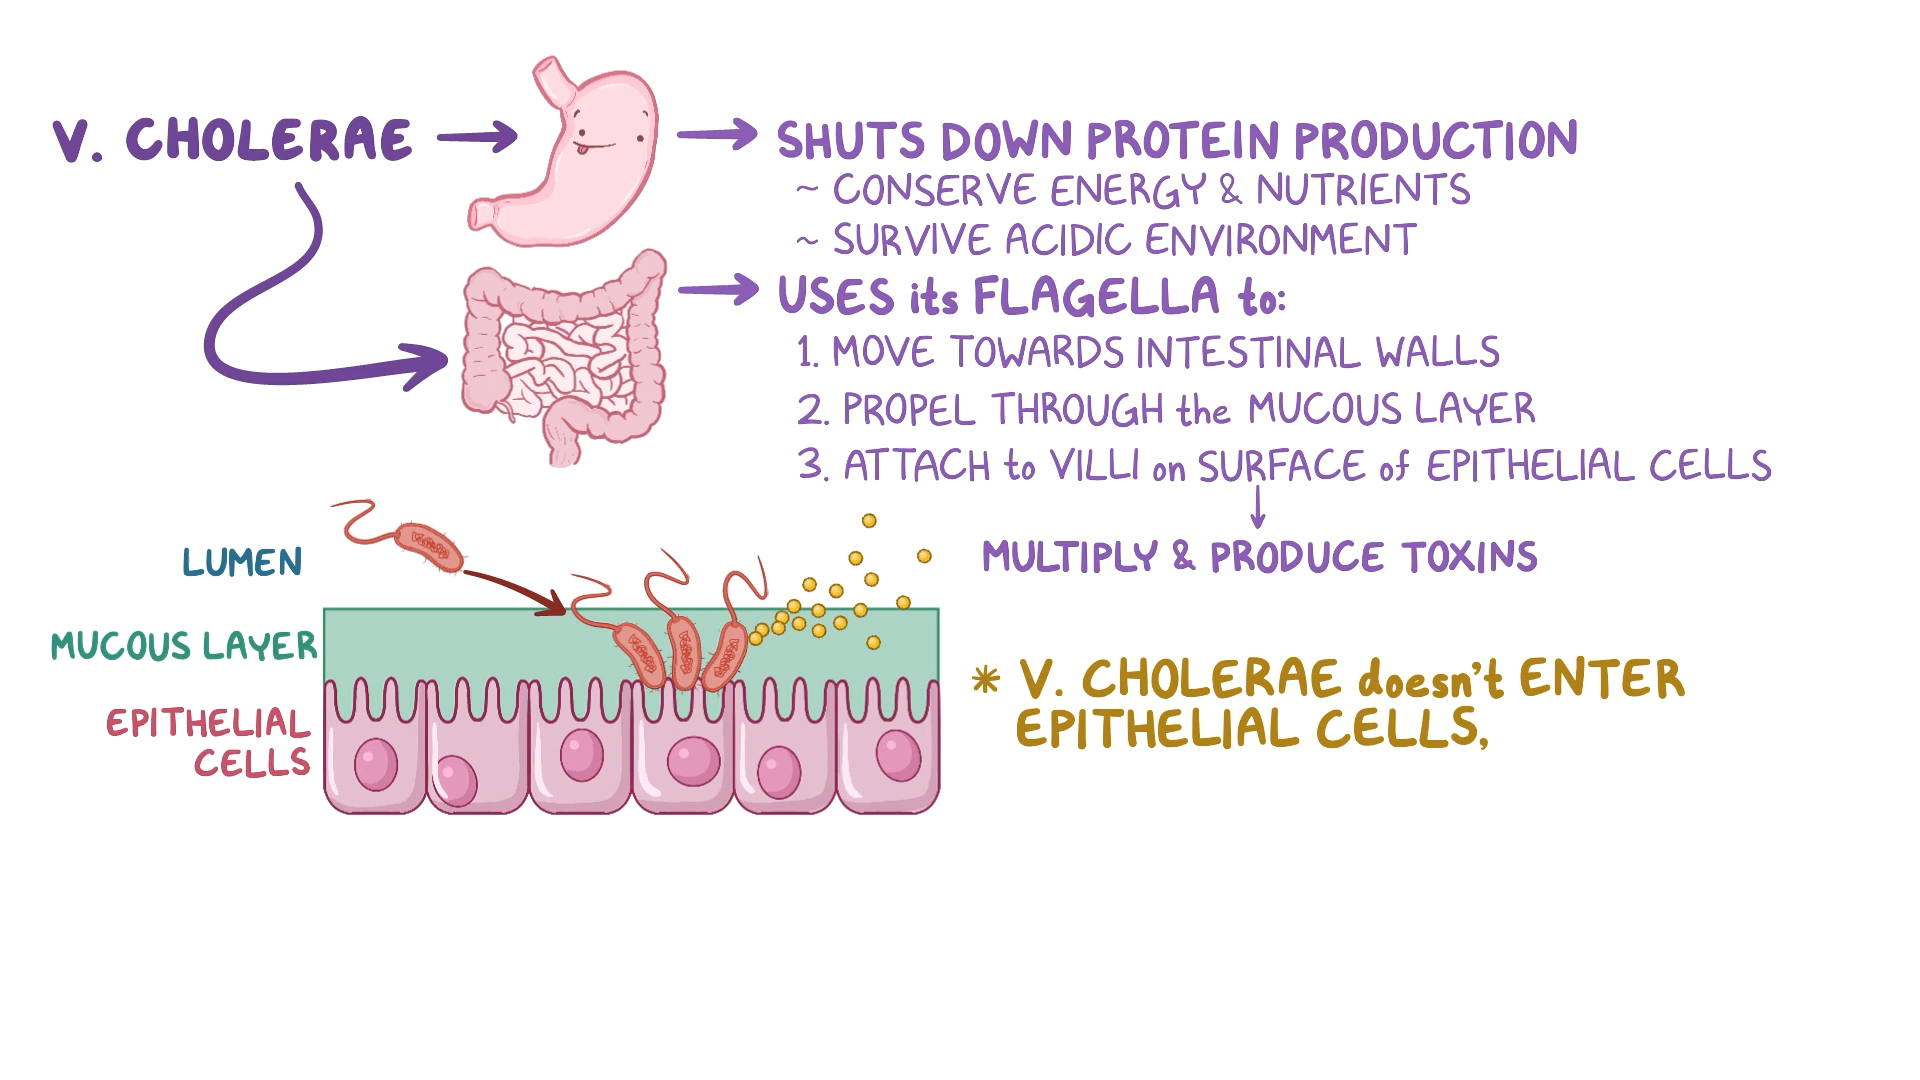 V. CHOLERAE
SHUTS DOWN PROTEIN PRODUCTION
~ CONSERVE ENERGY & NUTRIENTS
~ SURVIVE ACIDIC ENVIRONMENT
USES its FLAGELLA to:
1. MOVE TOWARDS INTESTINAL WALLS
2. PROPEL THROUGH the MUCOUS LAYER
3. ATTACH to VILLI on SURFACE of EPITHELIAL CELLS
MULTIPLY & PRODUCE TOXINS
LUMEN
MUCOUS LAYER
EPITHELIAL
CELLS
* V. CHOLERAE doesn't ENTER
EPITHELIAL CELLS,